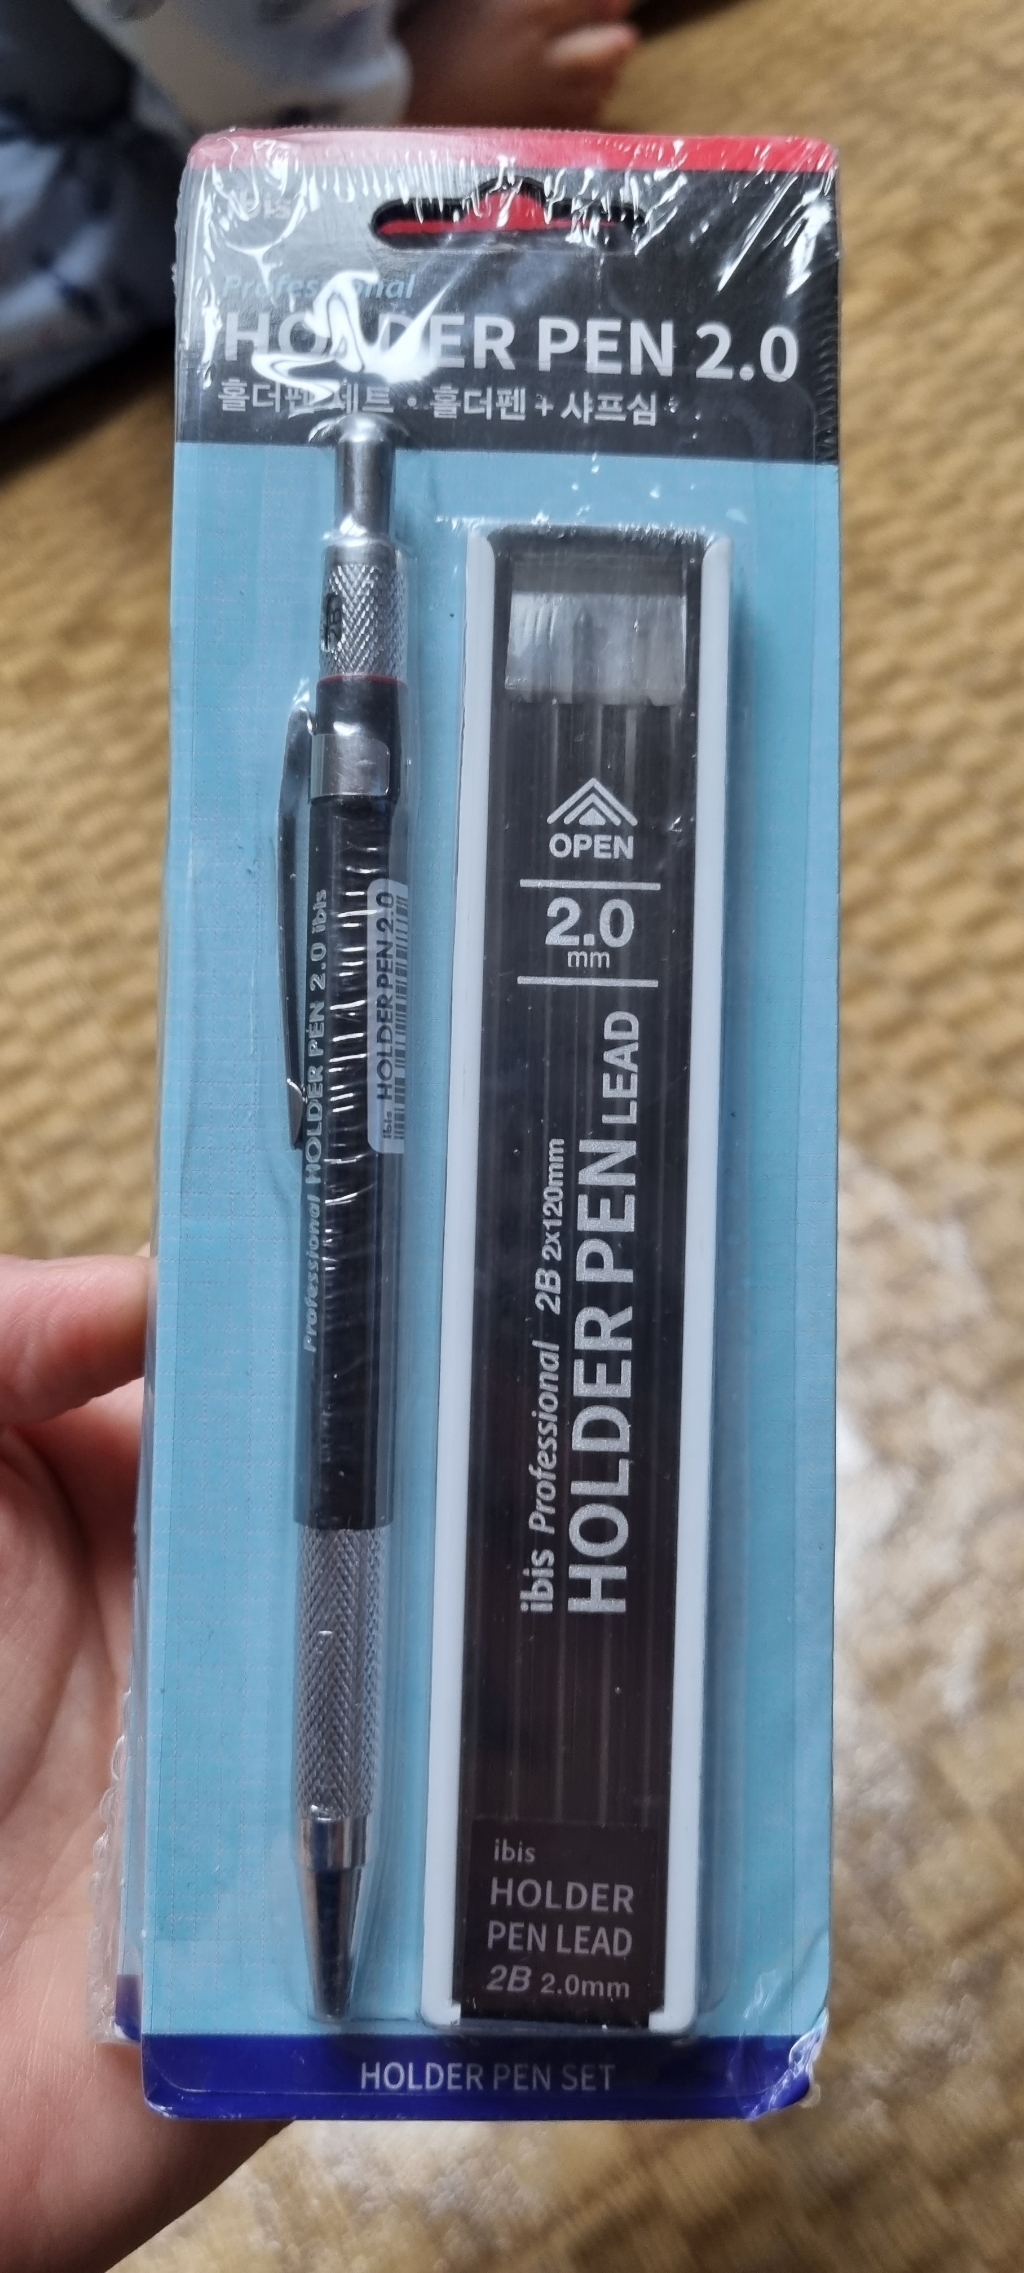 Professional
HOLDER PEN 2.0
홀더펜 세트 · 홀더펜 + 샤프심
Professional HOLDER PEN 2.0 ibis
ibis HOLDER PEN 2.0
OPEN
2.0
mm
ibis Professional 2B 2x120mm
HOLDER PEN LEAD
ibis
HOLDER
PEN LEAD
2B 2.0mm
HOLDER PEN SET